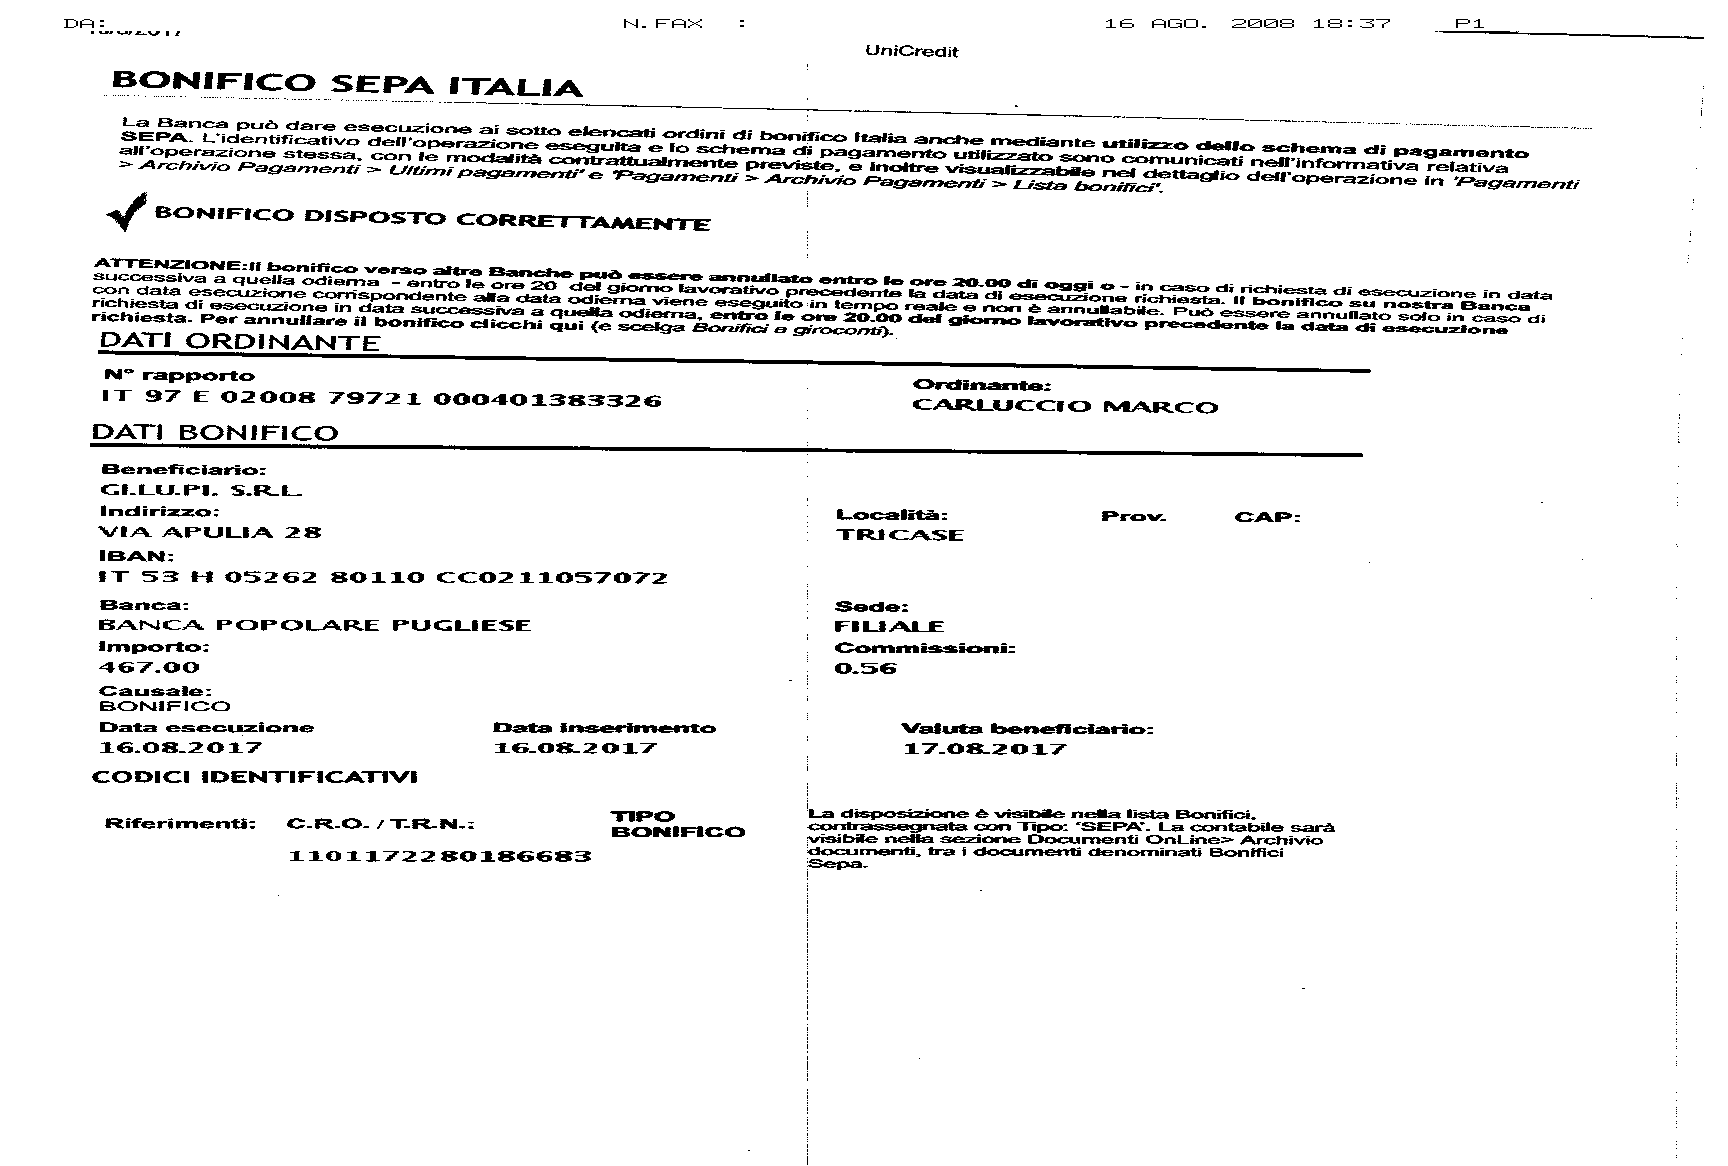 DA: N.FAX : 16 AGO. 2008 18:37 P1
UniCredit
BONIFICO SEPA ITALIA
La Banca può dare esecuzione ai sotto elencati ordini di bonifico Italia anche mediante utilizzo dello schema di pagamento
SEPA. L'identificativo dell'operazione eseguita e lo schema di pagamento utilizzato sono comunicati nell'informativa relativa
all'operazione stessa, con le modalità contrattualmente previste, e inoltre visualizzabile nel dettaglio dell'operazione in 'Pagamenti
> Archivio Pagamenti > Ultimi pagamenti' e 'Pagamenti > Archivio Pagamenti > Lista bonifici'.
BONIFICO DISPOSTO CORRETTAMENTE
ATTENZIONE:Il bonifico verso altre Banche può essere annullato entro le ore 20.00 di oggi o - in caso di richiesta di esecuzione in data
successiva a quella odierna - entro le ore 20 del giorno lavorativo precedente la data di esecuzione richiesta. Il bonifico su nostra Banca
con data esecuzione corrispondente alla data odierna viene eseguito in tempo reale e non è annullabile. Può essere annullato solo in caso di
richiesta di esecuzione in data successiva a quella odierna, entro le ore 20.00 del giorno lavorativo precedente la data di esecuzione
richiesta. Per annullare il bonifico clicchi qui (e scelga Bonifici e giroconti).
DATI ORDINANTE
N° rapporto Ordinante:
IT 97 E 02008 79721 000401383326 CARLUCCIO MARCO
DATI BONIFICO
Beneficiario:
GI.LU.PI. S.R.L.
Indirizzo: Località: Prov. CAP:
VIA APULIA 28 TRICASE
IBAN:
IT 53 H 05262 80110 CC0211057072
Banca: Sede:
BANCA POPOLARE PUGLIESE FILIALE
Importo: Commissioni:
467.00 0.56
Causale:
BONIFICO
Data esecuzione Data inserimento Valuta beneficiario:
16.08.2017 16.08.2017 17.08.2017
CODICI IDENTIFICATIVI
Riferimenti: C.R.O. / T.R.N.: TIPO BONIFICO
1101172280186683
La disposizione è visibile nella lista Bonifici,
contrassegnata con Tipo: 'SEPA'. La contabile sarà
visibile nella sezione Documenti OnLine> Archivio
documenti, tra i documenti denominati Bonifici
Sepa.